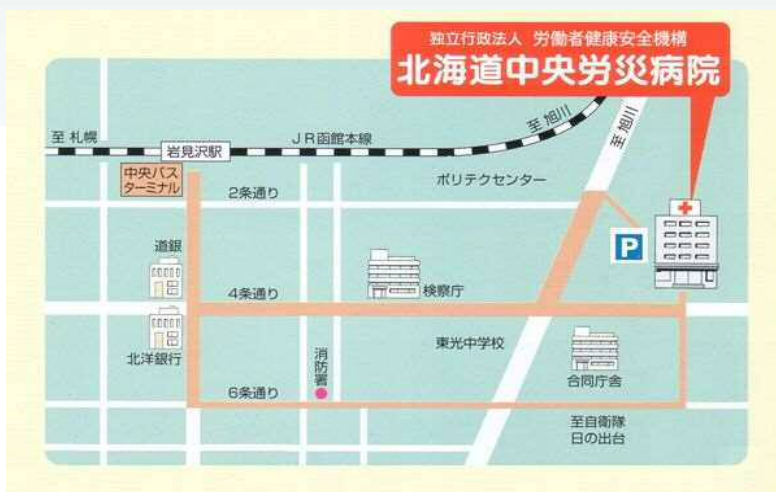 独立行政法人 労働者健康安全機構
北海道中央労災病院
至 札幌
岩見沢駅
JR函館本線
至 旭川
至 旭川
中央バス
ターミナル
2条通り
ポリテクセンター
P
道銀
4条通り
検察庁
北洋銀行
消防署
東光中学校
合同庁舎
6条通り
至自衛隊
日の出台